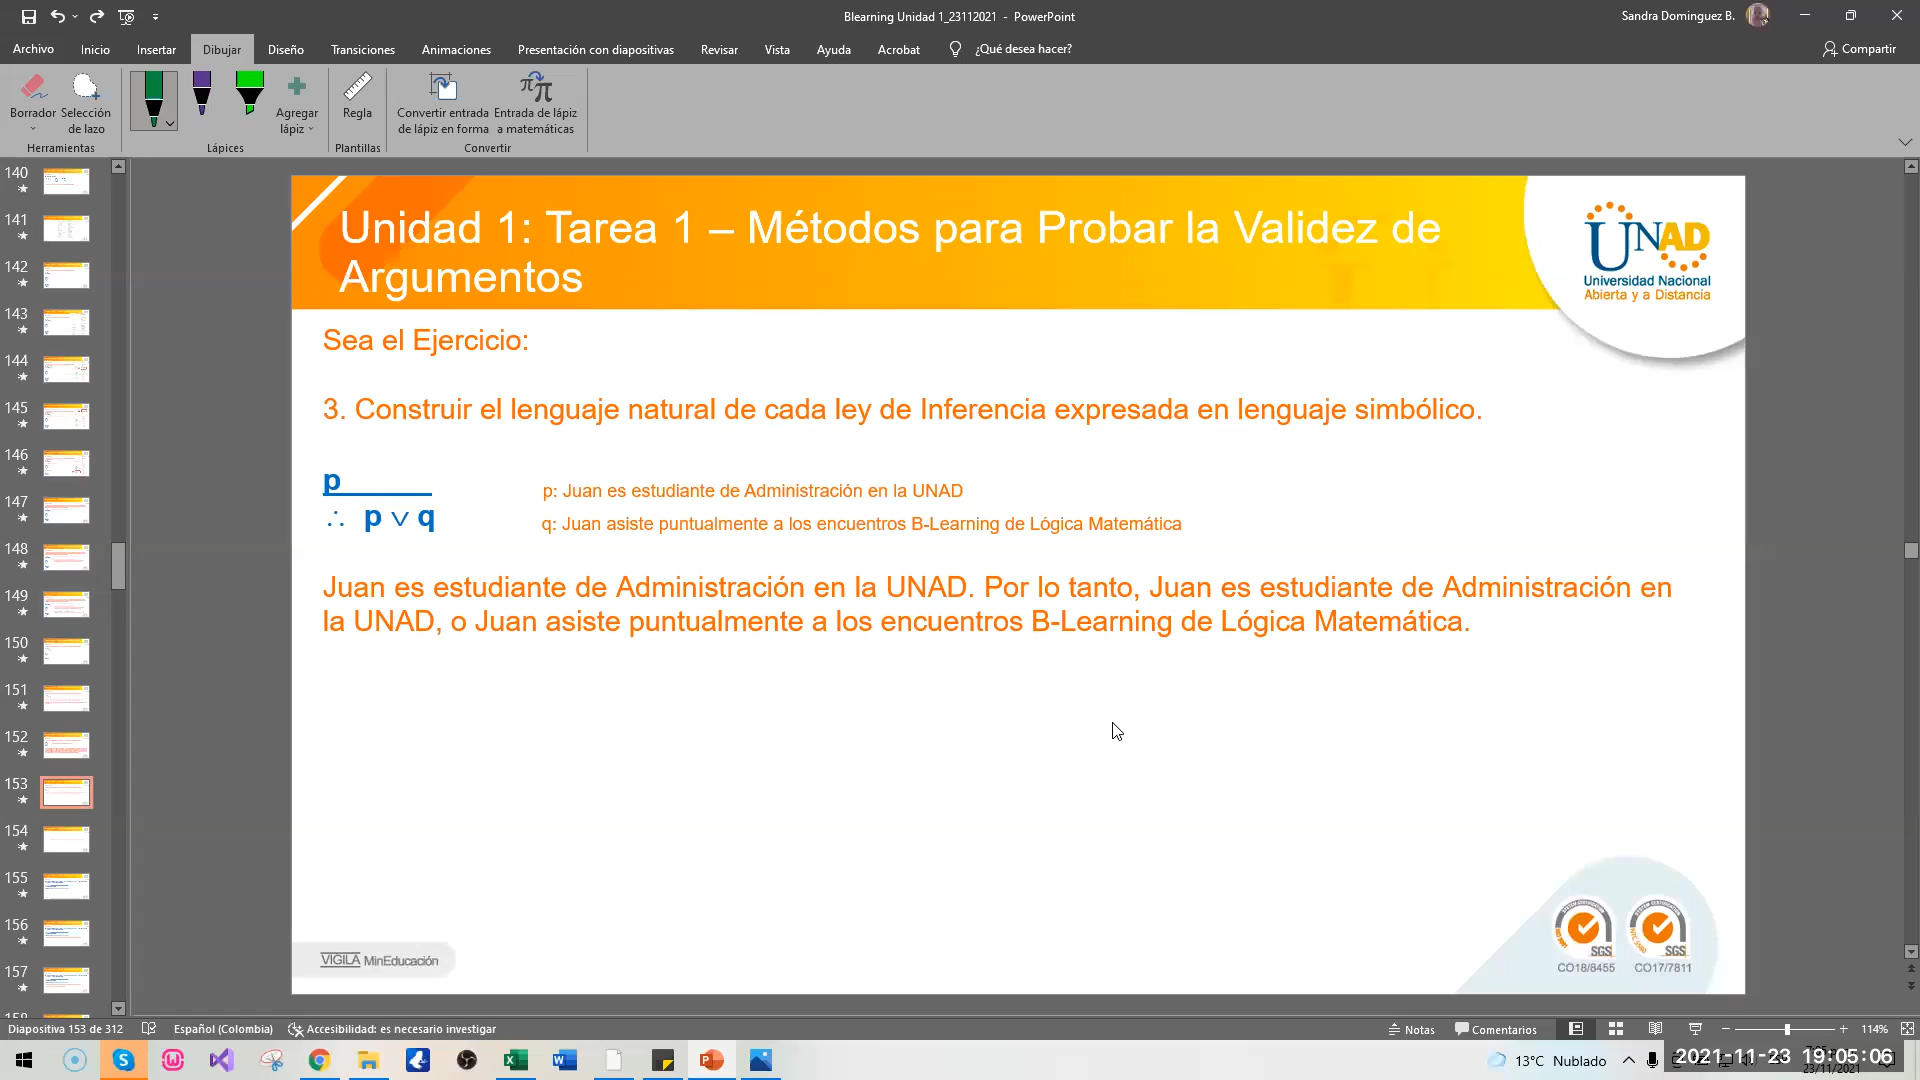 Blearning Unidad 1_23112021 - PowerPoint
Sandra Dominguez B.
Archivo Inicio Insertar Dibujar Diseño Transiciones Animaciones Presentación con diapositivas Revisar Vista Ayuda Acrobat ¿Qué desea hacer? Compartir
Borrador Selección de lazo Agregar lápiz Regla Convertir entrada de lápiz en forma Entrada de lápiz a matemáticas
Herramientas Lápices Plantillas Convertir
140
141
142
143
144
145
146
147
148
149
150
151
152
153
154
155
156
157
158
Unidad 1: Tarea 1 – Métodos para Probar la Validez de
Argumentos
UNAD
Universidad Nacional
Abierta y a Distancia
Sea el Ejercicio:
3. Construir el lenguaje natural de cada ley de Inferencia expresada en lenguaje simbólico.
p
∴ p ∨ q
p: Juan es estudiante de Administración en la UNAD
q: Juan asiste puntualmente a los encuentros B-Learning de Lógica Matemática
Juan es estudiante de Administración en la UNAD. Por lo tanto, Juan es estudiante de Administración en
la UNAD, o Juan asiste puntualmente a los encuentros B-Learning de Lógica Matemática.
VIGILA MinEducación
SGS SGS
CO18/8455 CO17/7811
Diapositiva 153 de 312 Español (Colombia) Accesibilidad: es necesario investigar Notas Comentarios 114%
13°C Nublado
2021-11-23 19:05:06
23/11/2021